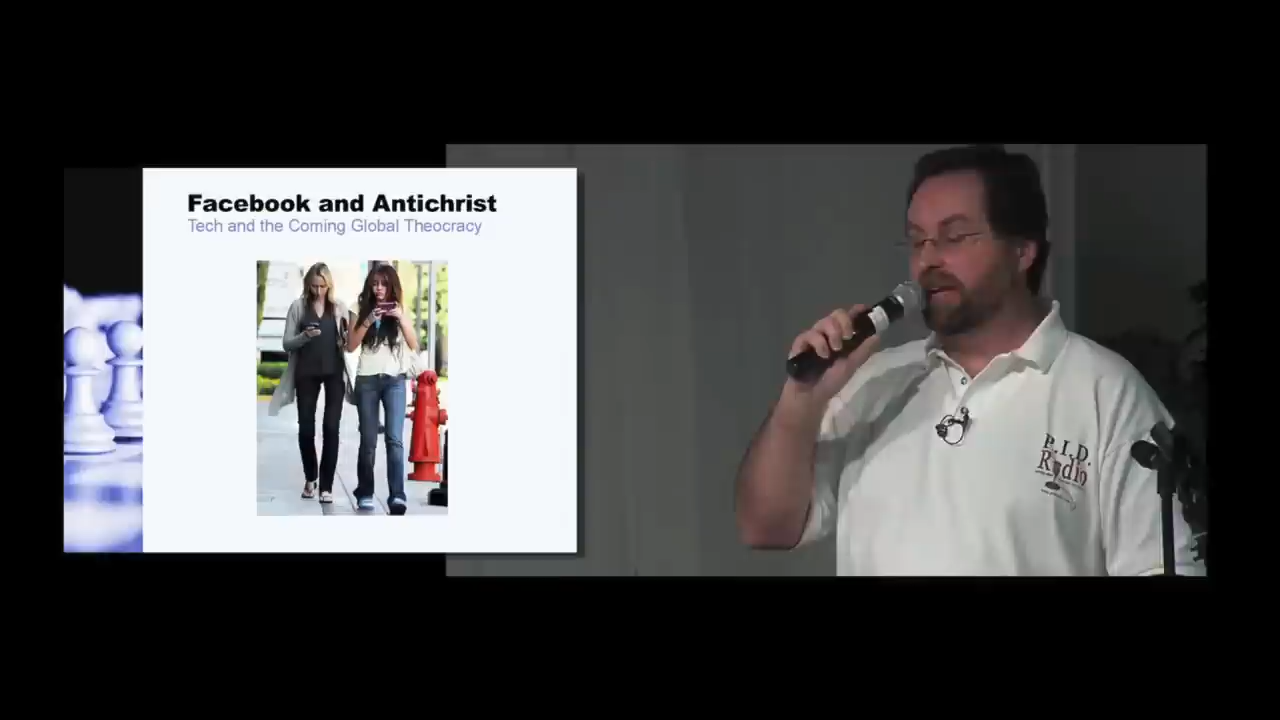 Facebook and Antichrist
Tech and the Coming Global Theocracy
P.I.D.
Radio